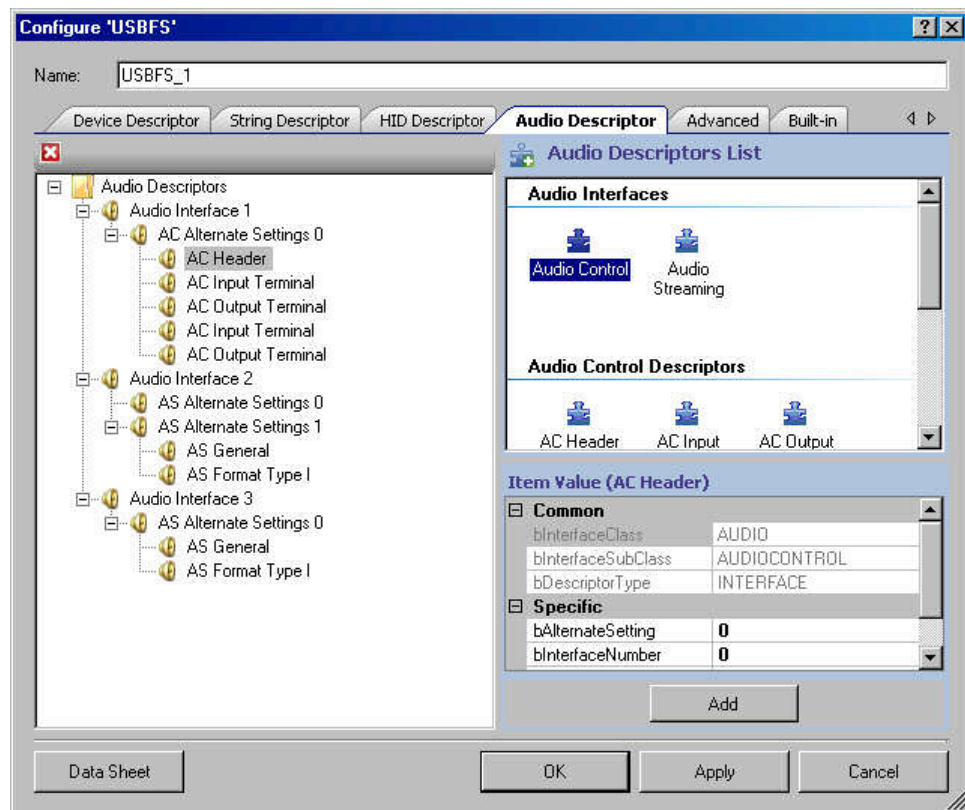 Configure 'USBFS'
Name: USBFS_1
Device Descriptor String Descriptor HID Descriptor Audio Descriptor Advanced Built-in
Audio Descriptors
Audio Interface 1
AC Alternate Settings 0
AC Header
AC Input Terminal
AC Output Terminal
AC Input Terminal
AC Output Terminal
Audio Interface 2
AS Alternate Settings 0
AS Alternate Settings 1
AS General
AS Format Type I
Audio Interface 3
AS Alternate Settings 0
AS General
AS Format Type I
Audio Descriptors List
Audio Interfaces
Audio Control
Audio Streaming
Audio Control Descriptors
AC Header AC Input AC Output
Item Value (AC Header)
Common
bInterfaceClass AUDIO
bInterfaceSubClass AUDIOCONTROL
bDescriptorType INTERFACE
Specific
bAlternateSetting 0
bInterfaceNumber 0
Add
Data Sheet OK Apply Cancel